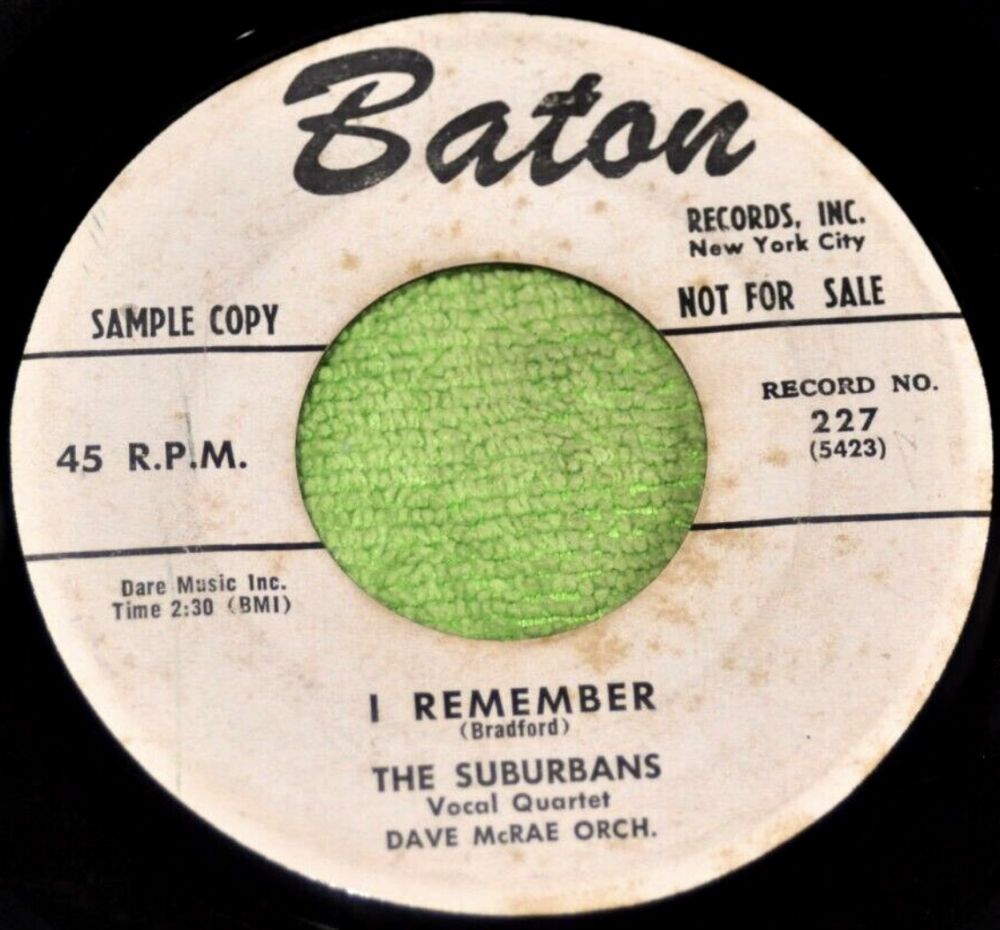 Baton
RECORDS, INC.
New York City
SAMPLE COPY
NOT FOR SALE
45 R.P.M.
RECORD NO.
227
(5423)
Dare Music Inc.
Time 2:30 (BMI)
I REMEMBER
(Bradford)
THE SUBURBANS
Vocal Quartet
DAVE McRAE ORCH.